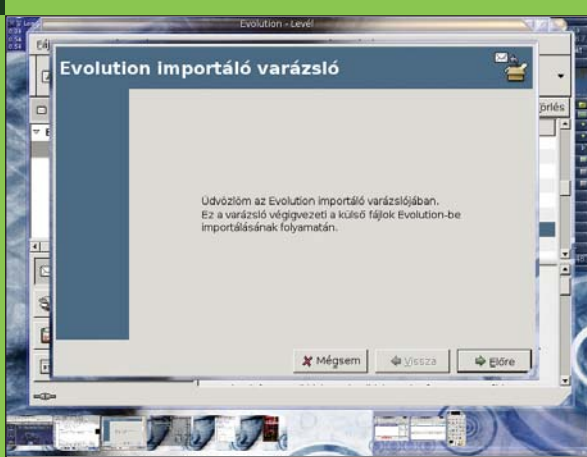 Evolution - Levél
Evolution importáló varázsló
Üdvözlöm az Evolution importáló varázslójában.
Ez a varázsló végigvezeti a külső fájlok Evolution-be
importálásának folyamatán.
Mégsem
Vissza
Előre